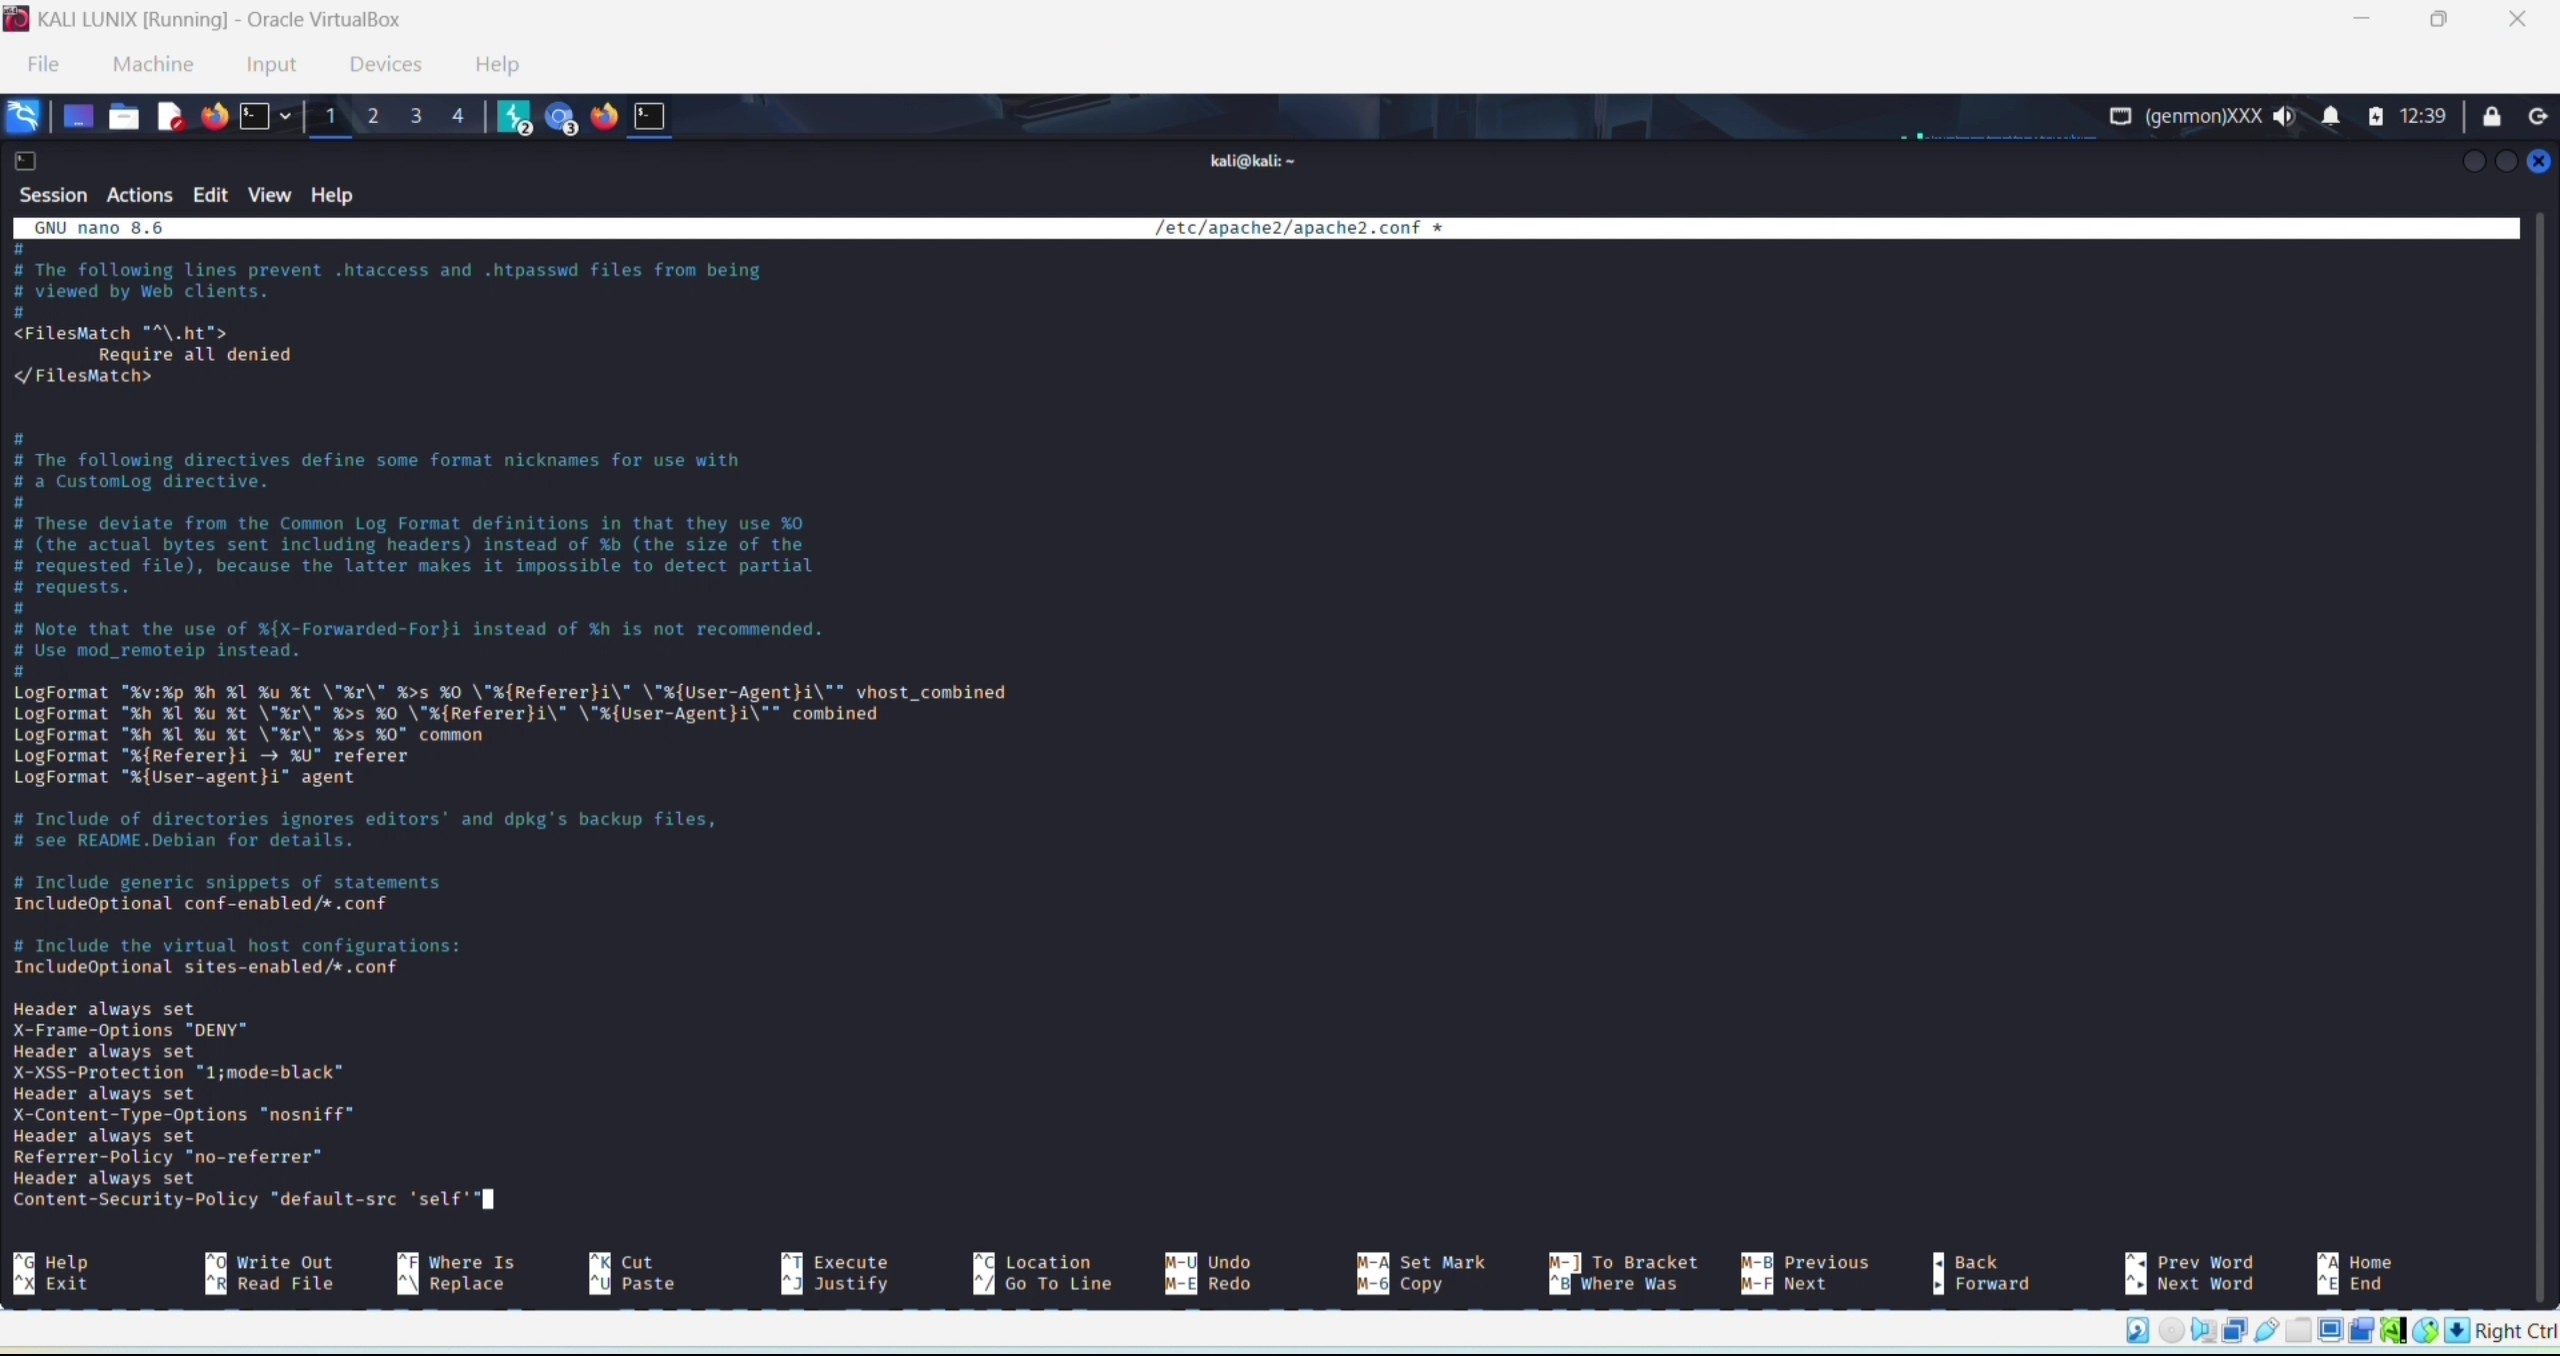 KALI LUNIX [Running] - Oracle VirtualBox
File Machine Input Devices Help
1 2 3 4 2 3 (genmon)XXX 12:39
kali@kali: ~
Session Actions Edit View Help
GNU nano 8.6 /etc/apache2/apache2.conf *
#
# The following lines prevent .htaccess and .htpasswd files from being
# viewed by Web clients.
#
<FilesMatch "^\.ht">
Require all denied
</FilesMatch>
#
# The following directives define some format nicknames for use with
# a CustomLog directive.
#
# These deviate from the Common Log Format definitions in that they use %O
# (the actual bytes sent including headers) instead of %b (the size of the
# requested file), because the latter makes it impossible to detect partial
# requests.
#
# Note that the use of %{X-Forwarded-For}i instead of %h is not recommended.
# Use mod_remoteip instead.
#
LogFormat "%v:%p %h %l %u %t \"%r\" %>s %O \"%{Referer}i\" \"%{User-Agent}i\"" vhost_combined
LogFormat "%h %l %u %t \"%r\" %>s %O \"%{Referer}i\" \"%{User-Agent}i\"" combined
LogFormat "%h %l %u %t \"%r\" %>s %O" common
LogFormat "%{Referer}i → %U" referer
LogFormat "%{User-agent}i" agent
# Include of directories ignores editors' and dpkg's backup files,
# see README.Debian for details.
# Include generic snippets of statements
IncludeOptional conf-enabled/*.conf
# Include the virtual host configurations:
IncludeOptional sites-enabled/*.conf
Header always set
X-Frame-Options "DENY"
Header always set
X-XSS-Protection "1;mode=black"
Header always set
X-Content-Type-Options "nosniff"
Header always set
Referrer-Policy "no-referrer"
Header always set
Content-Security-Policy "default-src 'self'"
^G Help ^O Write Out ^F Where Is ^K Cut ^T Execute ^C Location M-U Undo M-A Set Mark M-] To Bracket M-B Previous ◂ Back ^◂ Prev Word ^A Home
^X Exit ^R Read File ^\ Replace ^U Paste ^J Justify ^/ Go To Line M-E Redo M-6 Copy ^B Where Was M-F Next ▸ Forward ^▸ Next Word ^E End
Right Ctrl